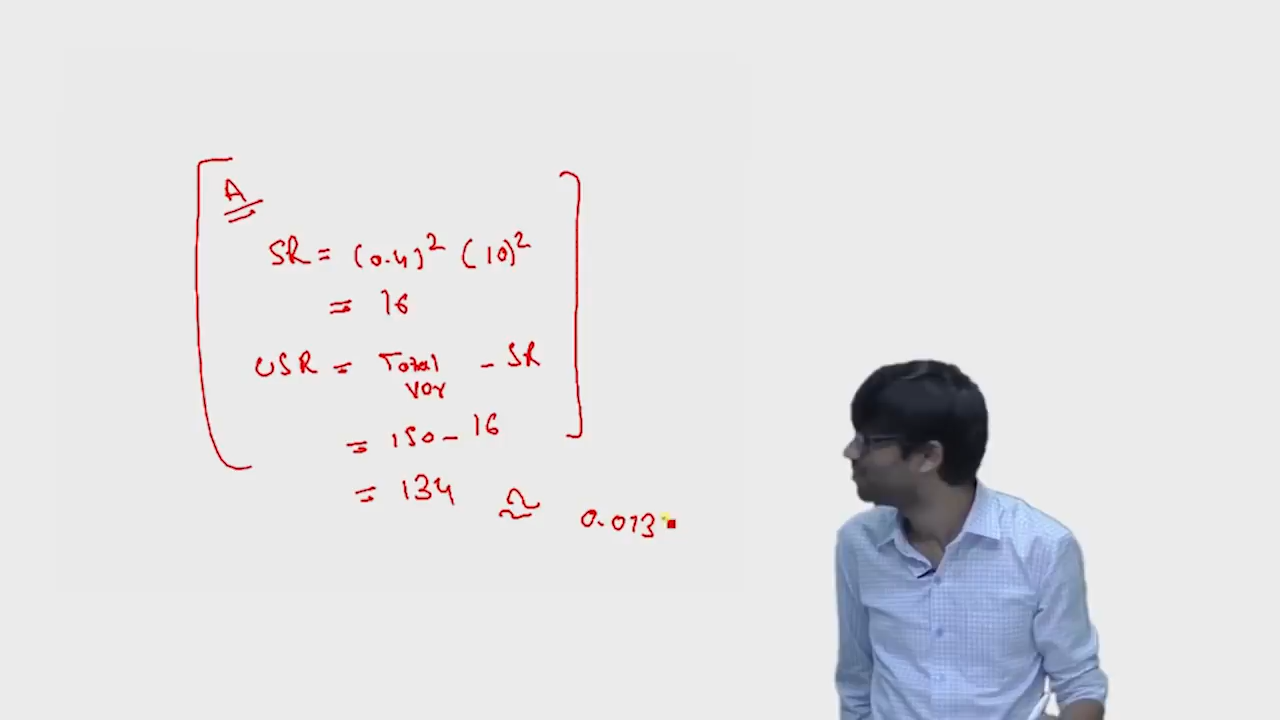 A
SR = (0.4)² (10)²
= 16
USR = Total Var - SR
= 150 - 16
= 134 ≈ 0.013